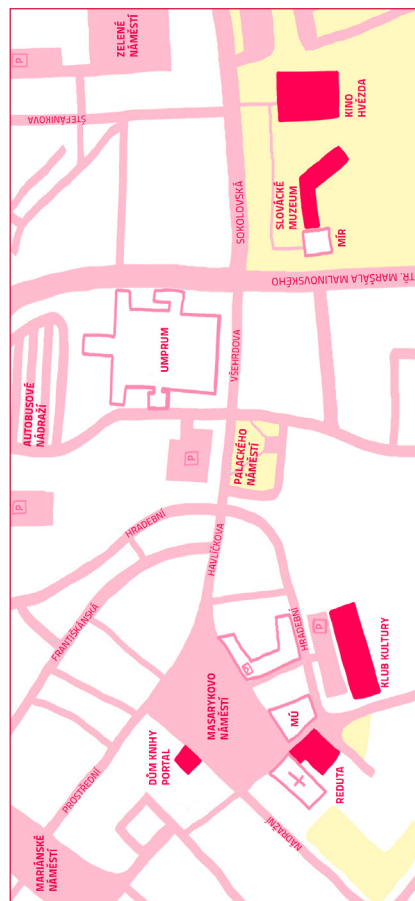 P
ZELENÉ
NÁMĚSTÍ
ŠTEFÁNIKOVA
SOKOLOVSKÁ
KINO
HVĚZDA
SLOVÁCKÉ
MUZEUM
MÍR
TŘ. MARŠÁLA MALINOVSKÉHO
AUTOBUSOVÉ
NÁDRAŽÍ
UMPRUM
VŠEHRDOVA
P
P
PALACKÉHO
NÁMĚSTÍ
HRADEBNÍ
HAVLÍČKOVA
FRANTIŠKÁNSKÁ
HRADEBNÍ
P
KLUB KULTURY
MASARYKOVO
NÁMĚSTÍ
MÚ
DŮM KNIHY
PORTAL
PROSTŘEDNÍ
REDUTA
NÁDRAŽNÍ
MARIÁNSKÉ
NÁMĚSTÍ